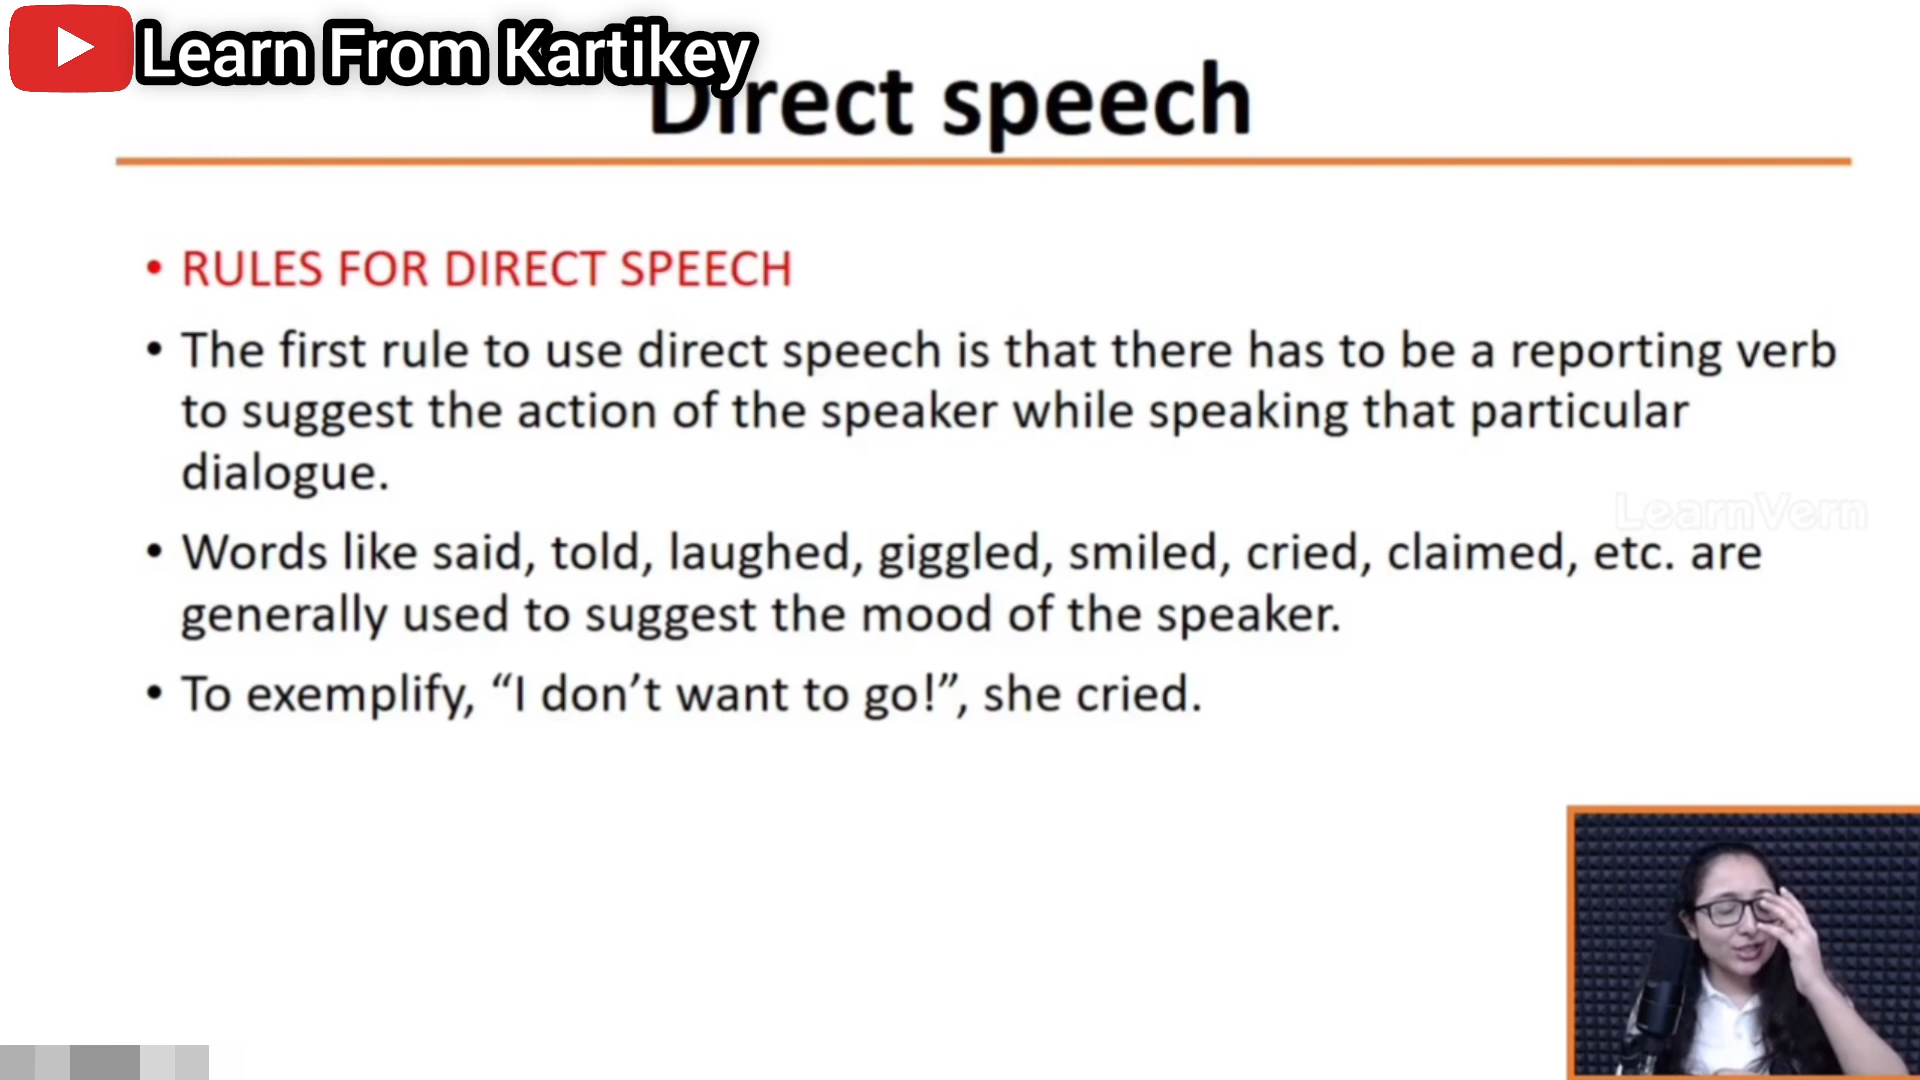 Learn From Kartikey
Direct speech
• RULES FOR DIRECT SPEECH
• The first rule to use direct speech is that there has to be a reporting verb
to suggest the action of the speaker while speaking that particular
dialogue.
LearnVern
• Words like said, told, laughed, giggled, smiled, cried, claimed, etc. are
generally used to suggest the mood of the speaker.
• To exemplify, “I don’t want to go!”, she cried.